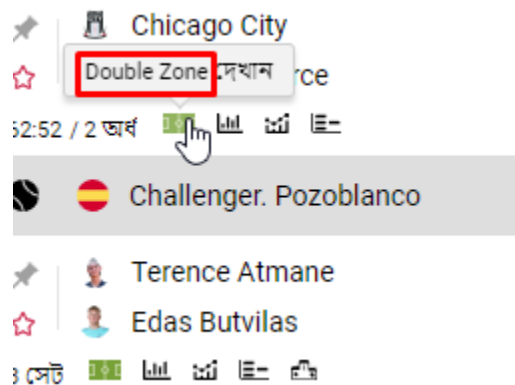 Chicago City
Double Zone দেখান
rce
52:52 / 2 অর্ধ
Challenger. Pozoblanco
Terence Atmane
Edas Butvilas
3 সেট